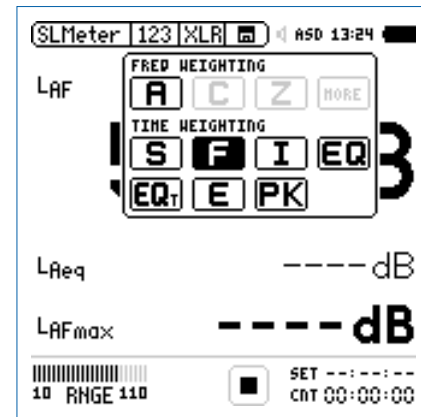 SLMeter 123 XLR ASD 13:24
LAF
FREQ WEIGHTING
A C Z MORE
TIME WEIGHTING
S F I EQ
EQT E PK
LAeq ----dB
LAFmax ----dB
10 RNGE 110
SET --:--:--
CNT 00:00:00